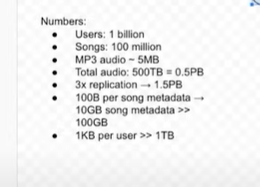 Numbers:
• Users: 1 billion
• Songs: 100 million
• MP3 audio ~ 5MB
• Total audio: 500TB = 0.5PB
• 3x replication → 1.5PB
• 100B per song metadata →
10GB song metadata >>
100GB
• 1KB per user >> 1TB